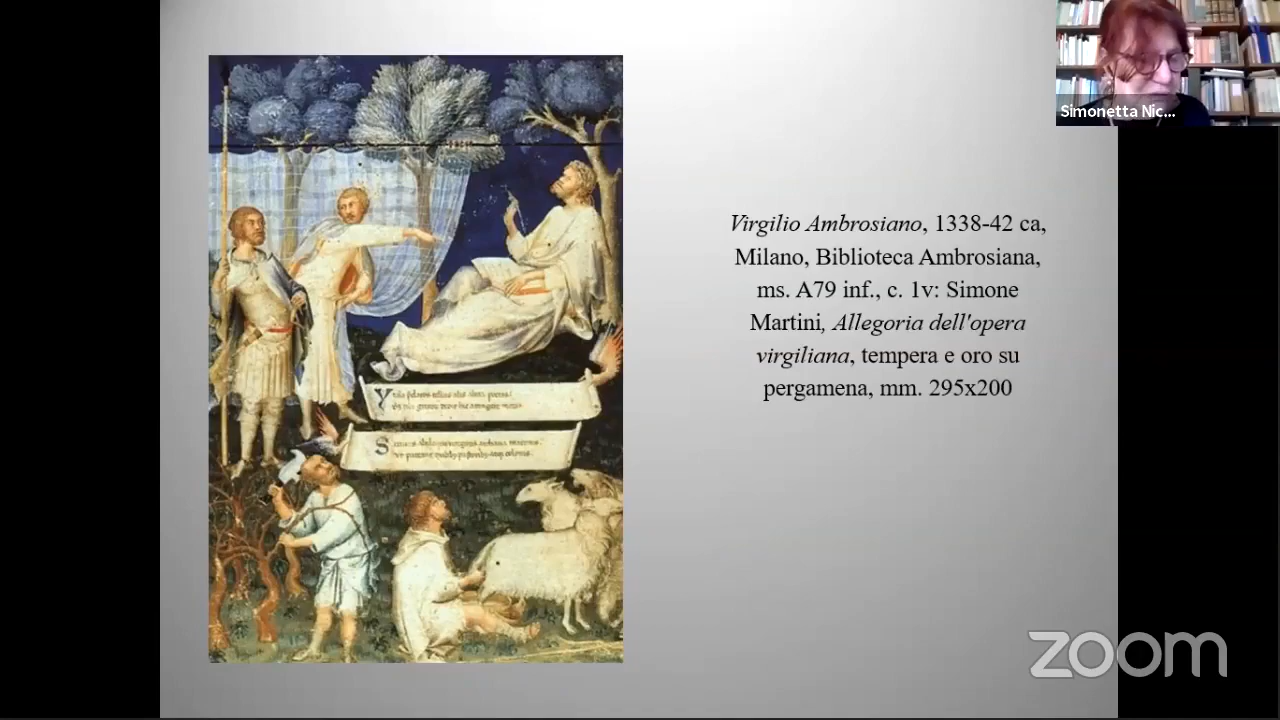 Simonetta Nic...
Virgilio Ambrosiano, 1338-42 ca,
Milano, Biblioteca Ambrosiana,
ms. A79 inf., c. 1v: Simone
Martini, Allegoria dell'opera
virgiliana, tempera e oro su
pergamena, mm. 295x200
zoom